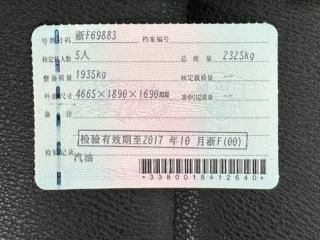 号牌号码 浙F69883 档案编号
核定载人数 5人 总质量 2325kg
整备质量 1935kg 核定载质量 --
外廓尺寸 4665×1890×1690mm 准牵引总质量 --
备注
检验有效期至2017年10月浙F(00)
检验记录
汽油
*3380018412640*